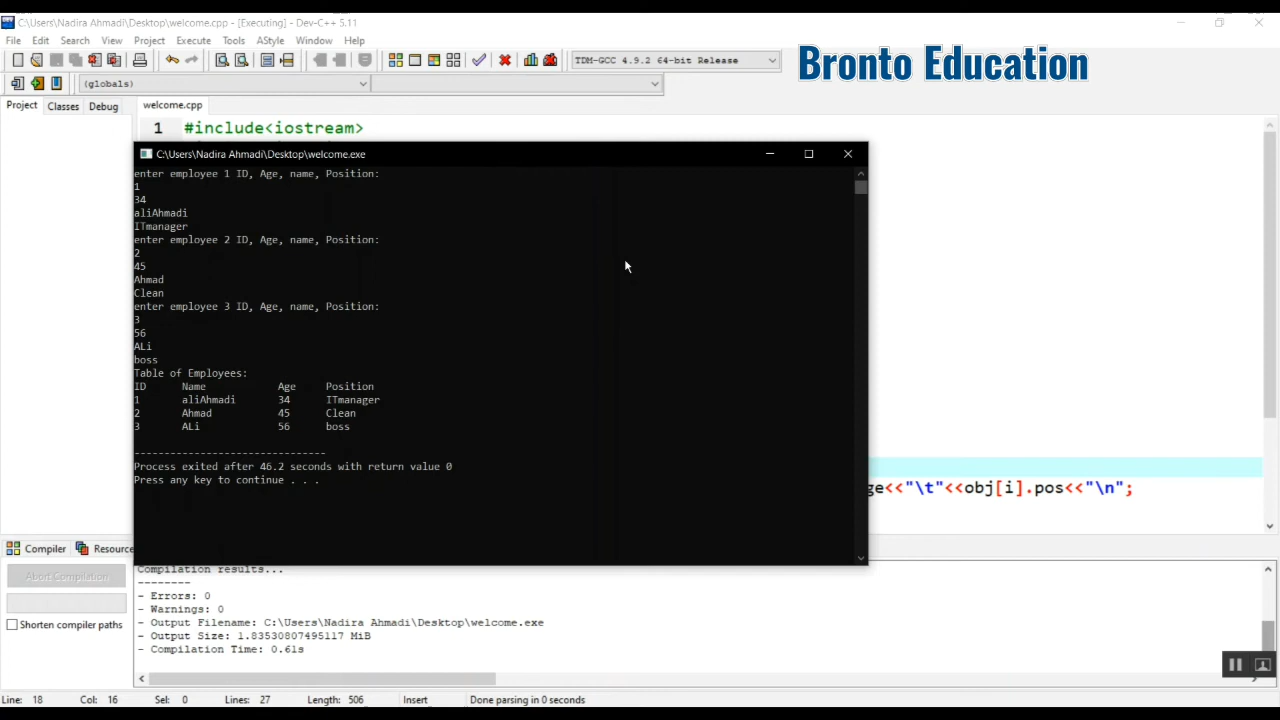 C:\Users\Nadira Ahmadi\Desktop\welcome.cpp - [Executing] - Dev-C++ 5.11
File Edit Search View Project Execute Tools AStyle Window Help
TDM-GCC 4.9.2 64-bit Release
Bronto Education
(globals)
Project Classes Debug welcome.cpp
1 #include<iostream>
C:\Users\Nadira Ahmadi\Desktop\welcome.exe
enter employee 1 ID, Age, name, Position:
1
34
aliAhmadi
ITmanager
enter employee 2 ID, Age, name, Position:
2
45
Ahmad
Clean
enter employee 3 ID, Age, name, Position:
3
56
ALi
boss
Table of Employees:
ID Name Age Position
1 aliAhmadi 34 ITmanager
2 Ahmad 45 Clean
3 ALi 56 boss
--------------------------------
Process exited after 46.2 seconds with return value 0
Press any key to continue . . .
ge<<"\t"<<obj[i].pos<<"\n";
Compiler Resource
Abort Compilation
Shorten compiler paths
Compilation results...
--------
- Errors: 0
- Warnings: 0
- Output Filename: C:\Users\Nadira Ahmadi\Desktop\welcome.exe
- Output Size: 1.83530807495117 MiB
- Compilation Time: 0.61s
Line: 18 Col: 16 Sel: 0 Lines: 27 Length: 506 Insert Done parsing in 0 seconds